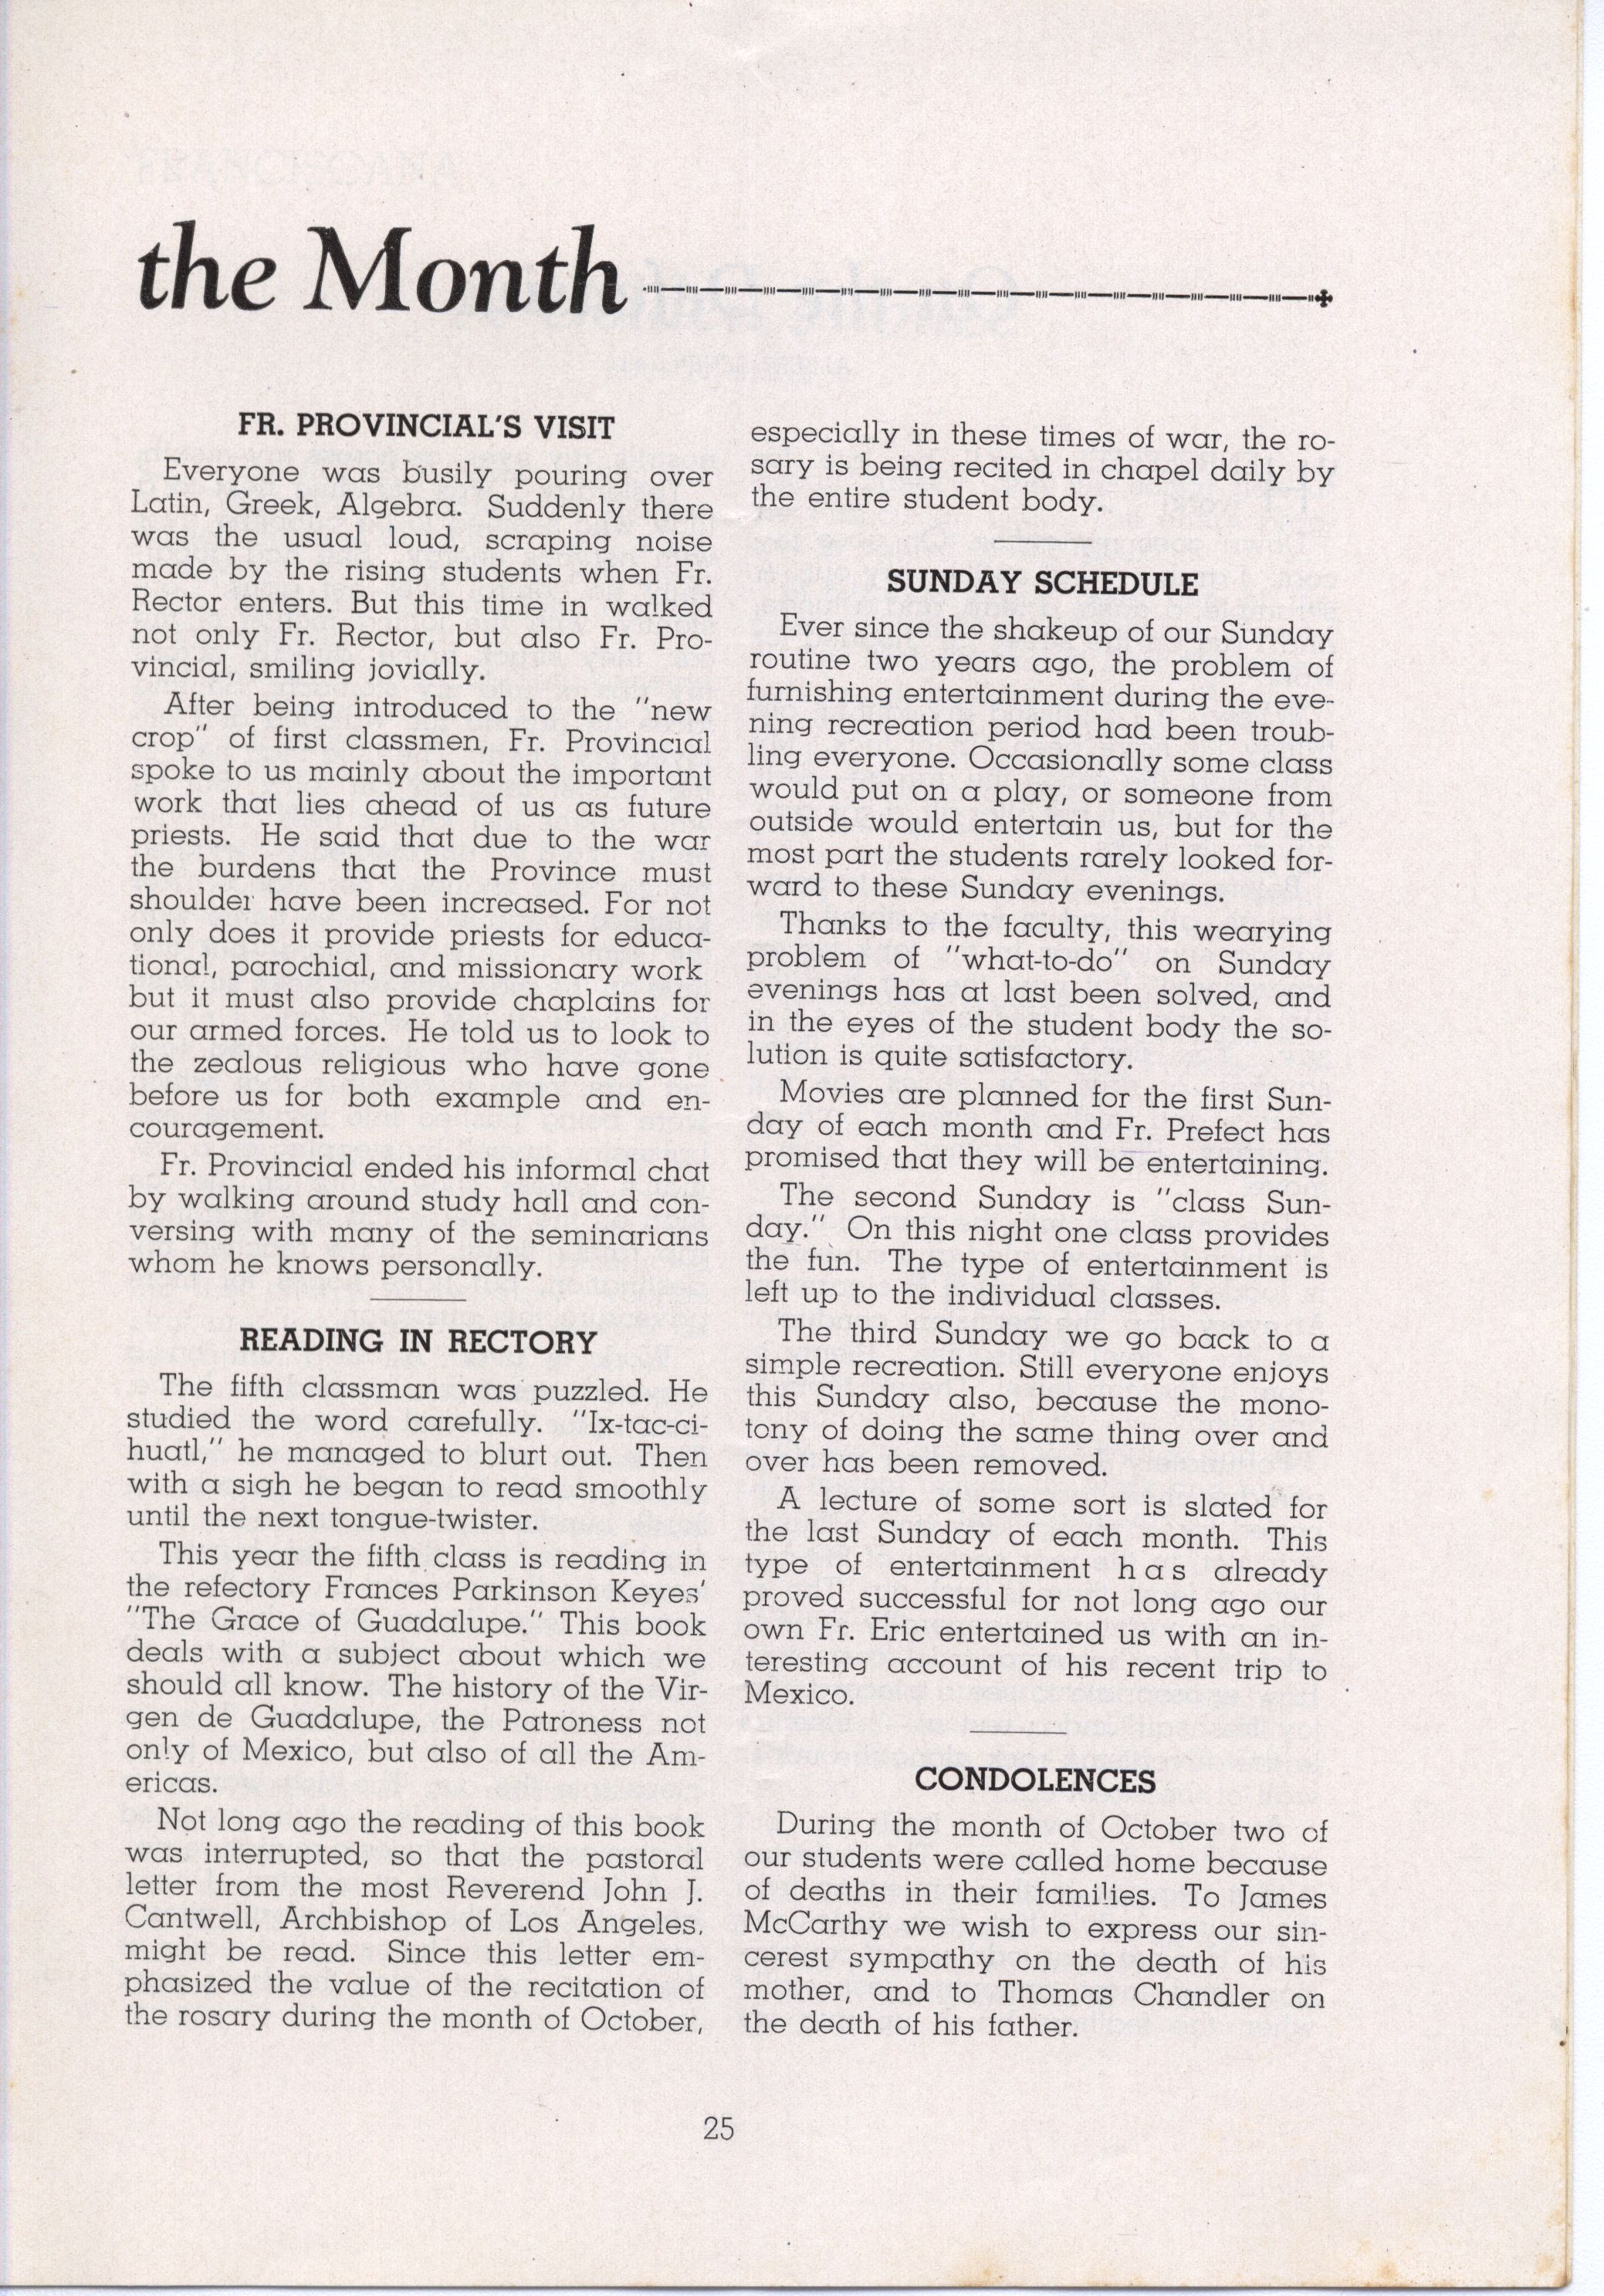 the Month
FR. PROVINCIAL'S VISIT
Everyone was busily pouring over
Latin, Greek, Algebra. Suddenly there
was the usual loud, scraping noise
made by the rising students when Fr.
Rector enters. But this time in walked
not only Fr. Rector, but also Fr. Pro-
vincial, smiling jovially.
After being introduced to the "new
crop" of first classmen, Fr. Provincial
spoke to us mainly about the important
work that lies ahead of us as future
priests. He said that due to the war
the burdens that the Province must
shoulder have been increased. For not
only does it provide priests for educa-
tional, parochial, and missionary work
but it must also provide chaplains for
our armed forces. He told us to look to
the zealous religious who have gone
before us for both example and en-
couragement.
Fr. Provincial ended his informal chat
by walking around study hall and con-
versing with many of the seminarians
whom he knows personally.
READING IN RECTORY
The fifth classman was puzzled. He
studied the word carefully. "Ix-tac-ci-
huatl," he managed to blurt out. Then
with a sigh he began to read smoothly
until the next tongue-twister.
This year the fifth class is reading in
the refectory Frances Parkinson Keyes'
"The Grace of Guadalupe." This book
deals with a subject about which we
should all know. The history of the Vir-
gen de Guadalupe, the Patroness not
only of Mexico, but also of all the Am-
ericas.
Not long ago the reading of this book
was interrupted, so that the pastoral
letter from the most Reverend John J.
Cantwell, Archbishop of Los Angeles,
might be read. Since this letter em-
phasized the value of the recitation of
the rosary during the month of October,
especially in these times of war, the ro-
sary is being recited in chapel daily by
the entire student body.
SUNDAY SCHEDULE
Ever since the shakeup of our Sunday
routine two years ago, the problem of
furnishing entertainment during the eve-
ning recreation period had been troub-
ling everyone. Occasionally some class
would put on a play, or someone from
outside would entertain us, but for the
most part the students rarely looked for-
ward to these Sunday evenings.
Thanks to the faculty, this wearying
problem of "what-to-do" on Sunday
evenings has at last been solved, and
in the eyes of the student body the so-
lution is quite satisfactory.
Movies are planned for the first Sun-
day of each month and Fr. Prefect has
promised that they will be entertaining.
The second Sunday is "class Sun-
day." On this night one class provides
the fun. The type of entertainment is
left up to the individual classes.
The third Sunday we go back to a
simple recreation. Still everyone enjoys
this Sunday also, because the mono-
tony of doing the same thing over and
over has been removed.
A lecture of some sort is slated for
the last Sunday of each month. This
type of entertainment has already
proved successful for not long ago our
own Fr. Eric entertained us with an in-
teresting account of his recent trip to
Mexico.
CONDOLENCES
During the month of October two of
our students were called home because
of deaths in their families. To James
McCarthy we wish to express our sin-
cerest sympathy on the death of his
mother, and to Thomas Chandler on
the death of his father.
25